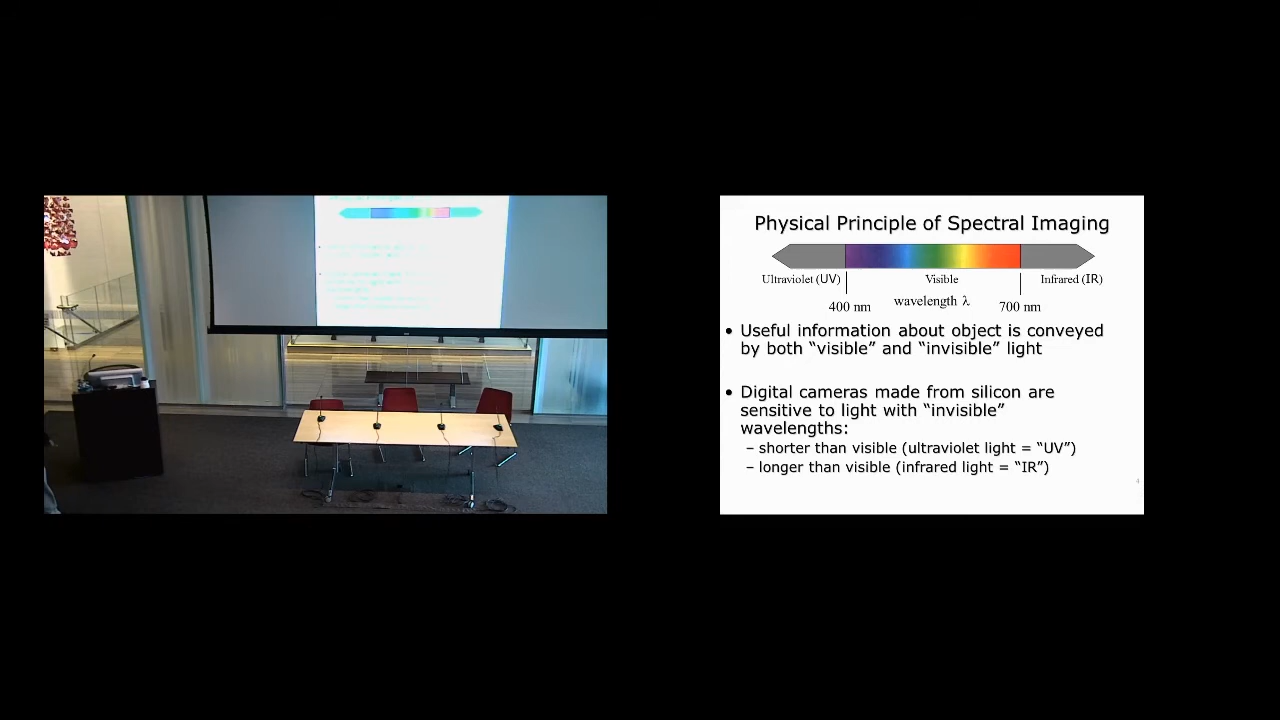 Physical Principle of Spectral Imaging
Ultraviolet (UV) Visible Infrared (IR)
400 nm wavelength λ 700 nm
• Useful information about object is conveyed
by both “visible” and “invisible” light
• Digital cameras made from silicon are
sensitive to light with “invisible”
wavelengths:
– shorter than visible (ultraviolet light = “UV”)
– longer than visible (infrared light = “IR”)
4